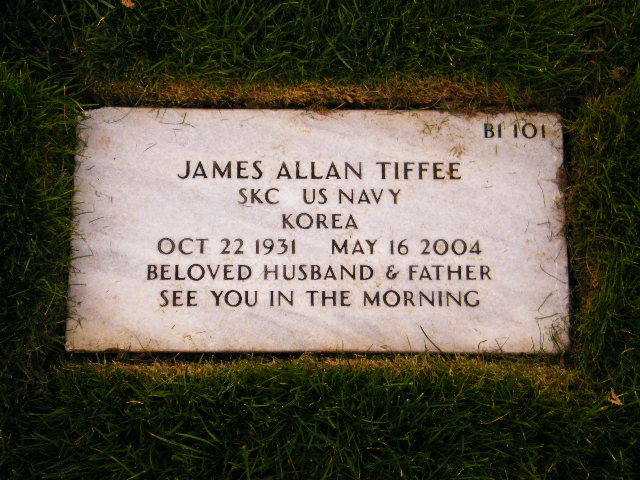 B1 101
JAMES ALLAN TIFFEE
SKC US NAVY
KOREA
OCT 22 1931 MAY 16 2004
BELOVED HUSBAND & FATHER
SEE YOU IN THE MORNING